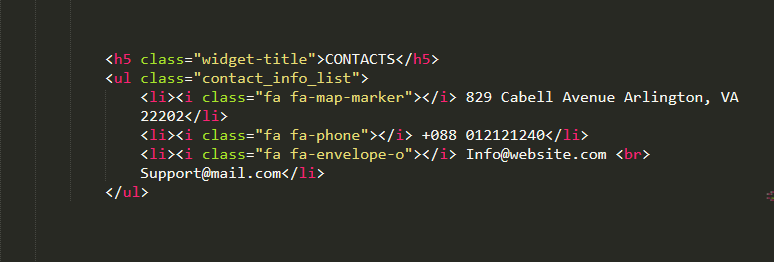 <h5 class="widget-title">CONTACTS</h5>
<ul class="contact_info_list">
<li><i class="fa fa-map-marker"></i> 829 Cabell Avenue Arlington, VA
22202</li>
<li><i class="fa fa-phone"></i> +088 012121240</li>
<li><i class="fa fa-envelope-o"></i> Info@website.com <br>
Support@mail.com</li>
</ul>